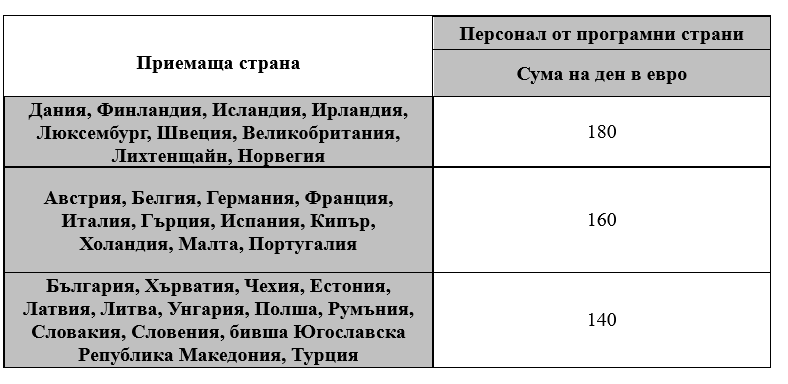 Приемаща страна
Персонал от програмни страни
Сума на ден в евро
Дания, Финландия, Исландия, Ирландия,
Люксембург, Швеция, Великобритания,
Лихтенщайн, Норвегия
180
Австрия, Белгия, Германия, Франция,
Италия, Гърция, Испания, Кипър,
Холандия, Малта, Португалия
160
България, Хърватия, Чехия, Естония,
Латвия, Литва, Унгария, Полша, Румъния,
Словакия, Словения, бивша Югославска
Република Македония, Турция
140